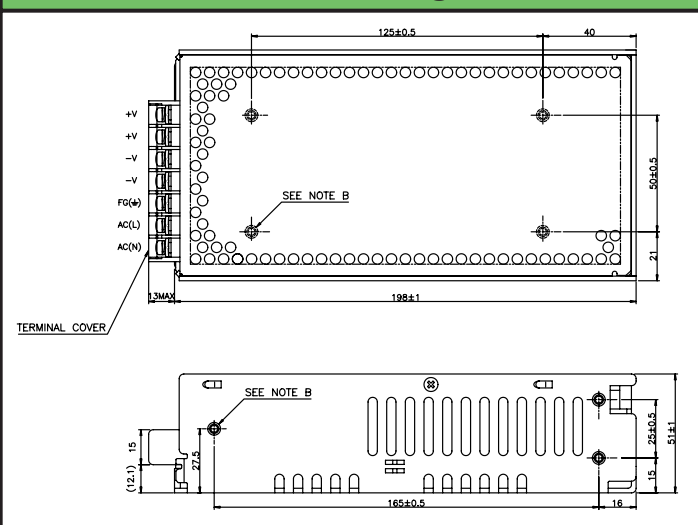 125±0.5
40
+V
+V
-V
-V
FG(⏚)
AC(L)
AC(N)
SEE NOTE B
50±0.5
21
13MAX
198±1
TERMINAL COVER
SEE NOTE B
15
(12.1)
27.5
25±0.5
51±1
15
165±0.5
16